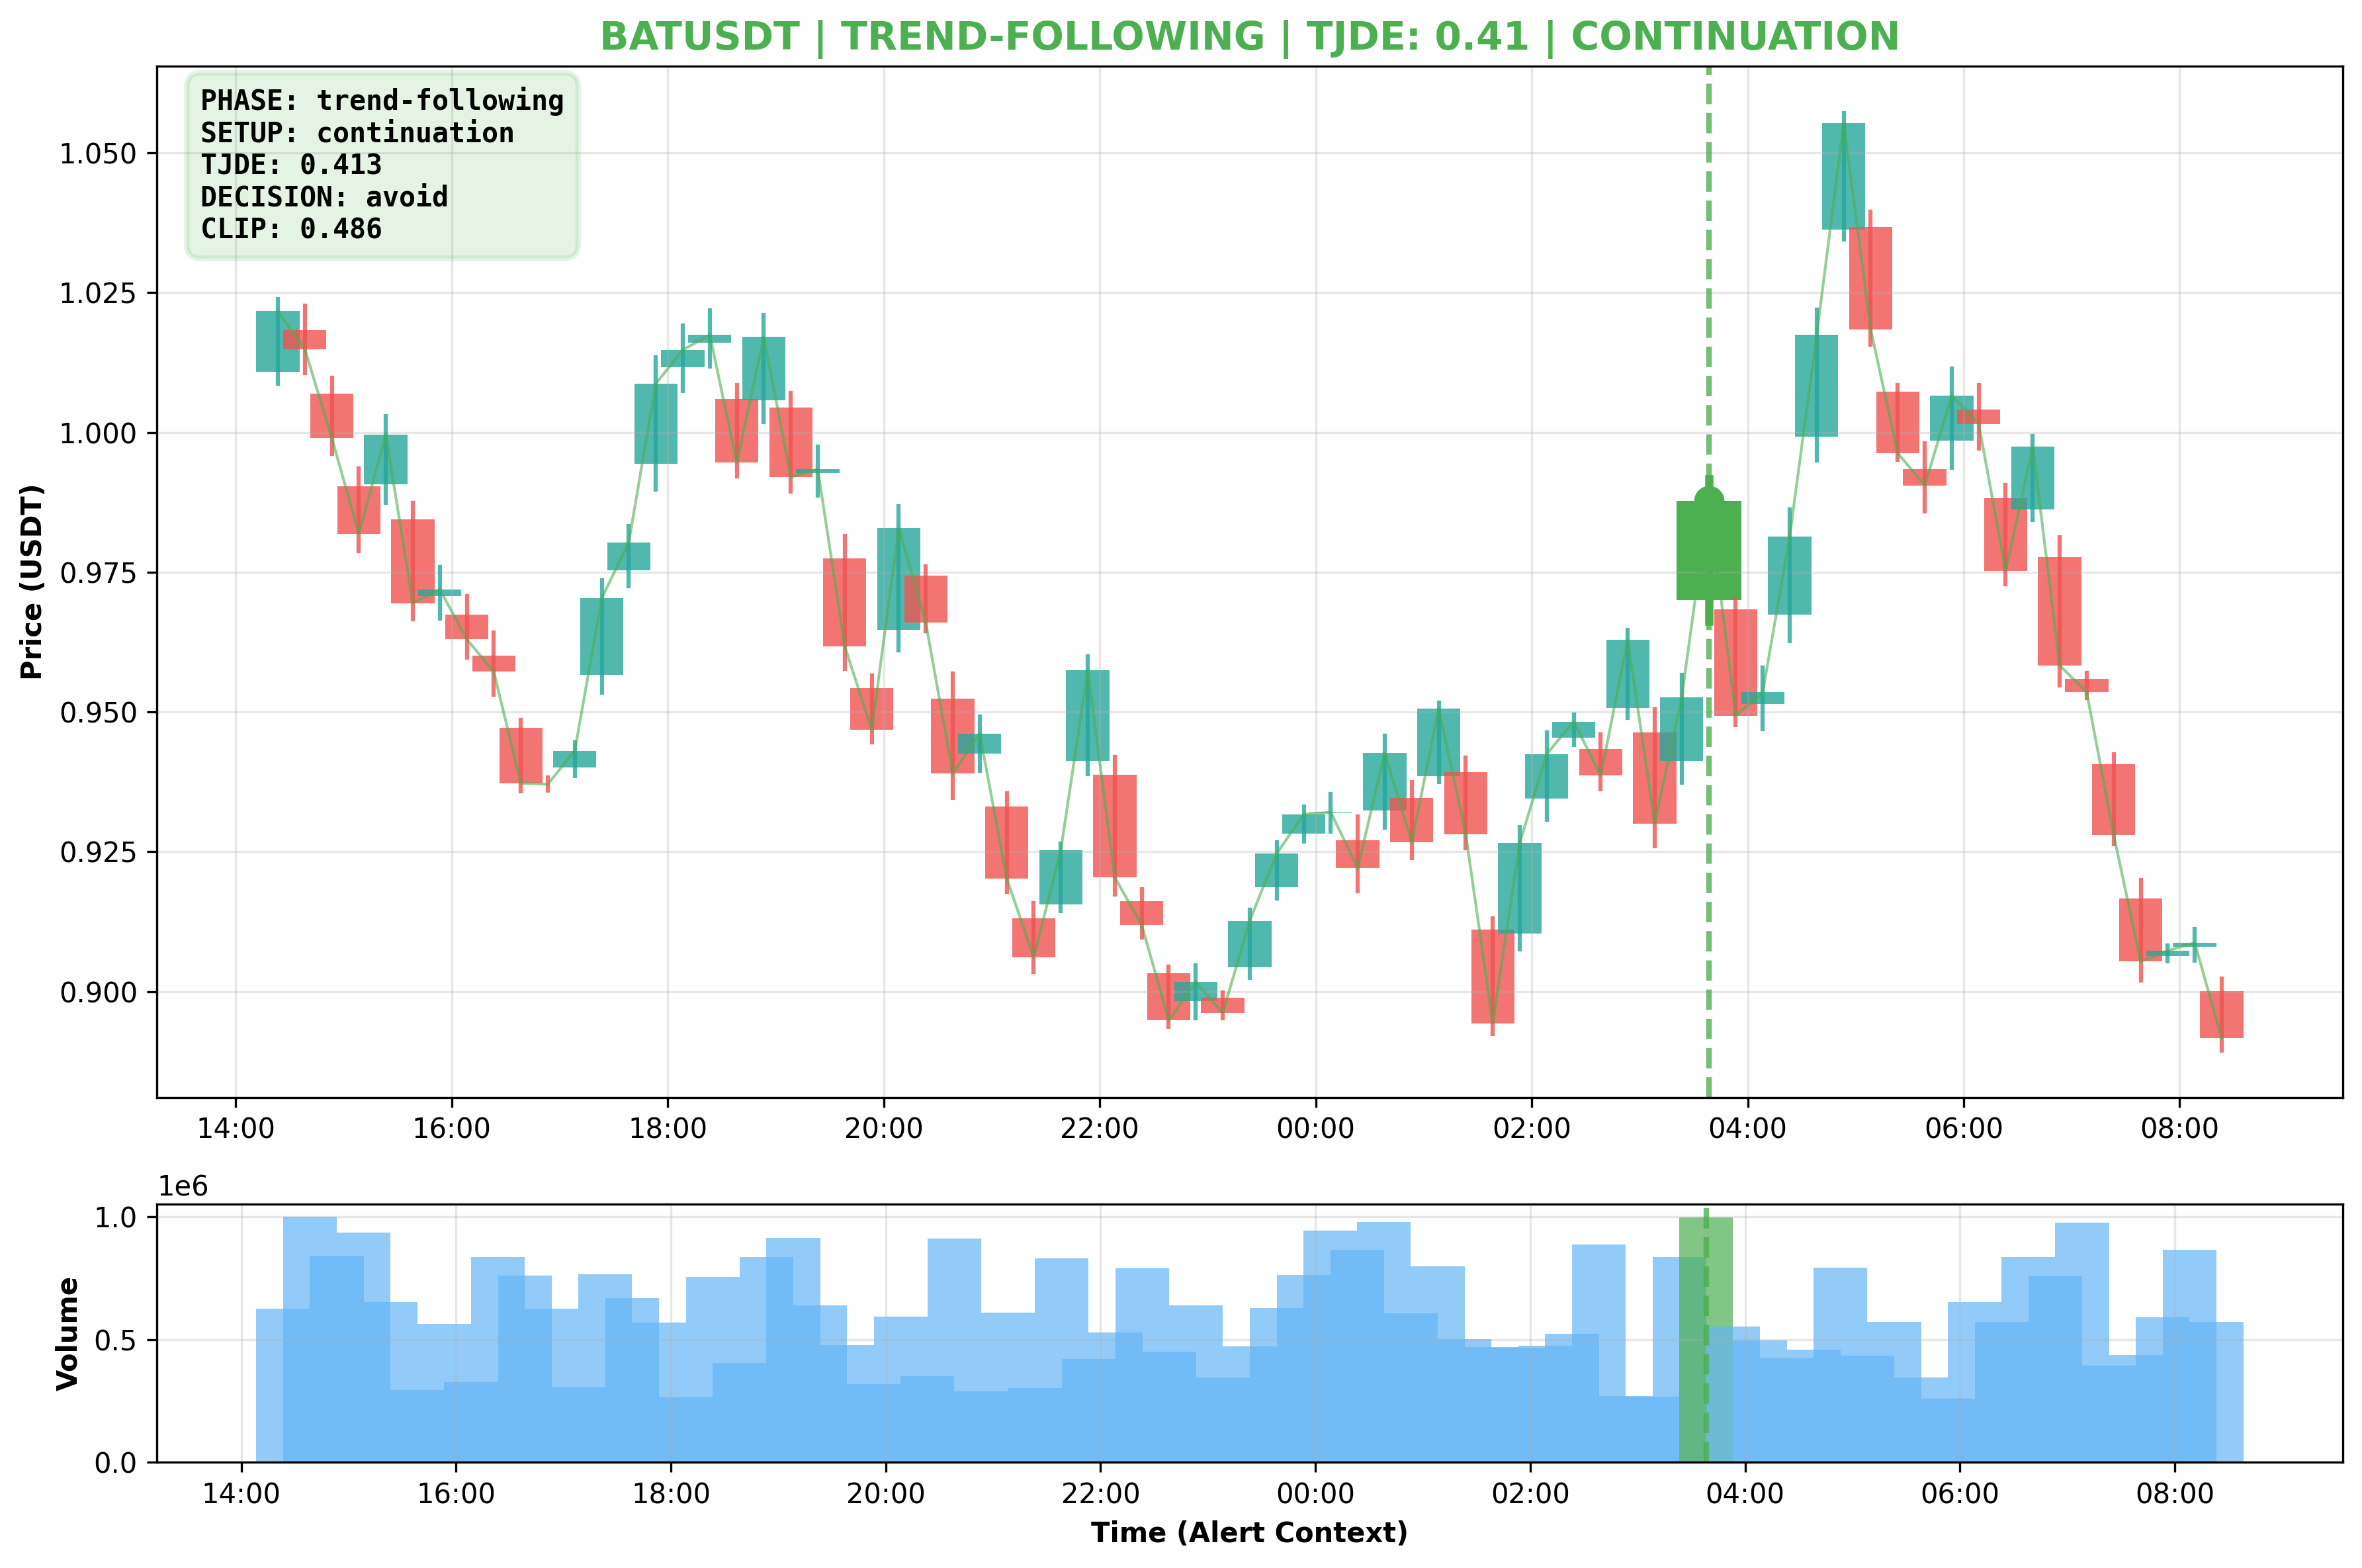 BATUSDT | TREND-FOLLOWING | TJDE: 0.41 | CONTINUATION
PHASE: trend-following
SETUP: continuation
TJDE: 0.413
DECISION: avoid
CLIP: 0.486
Price (USDT)
1.050
1.025
1.000
0.975
0.950
0.925
0.900
14:00 16:00 18:00 20:00 22:00 00:00 02:00 04:00 06:00 08:00
1e6
Volume
1.0
0.5
0.0
14:00 16:00 18:00 20:00 22:00 00:00 02:00 04:00 06:00 08:00
Time (Alert Context)